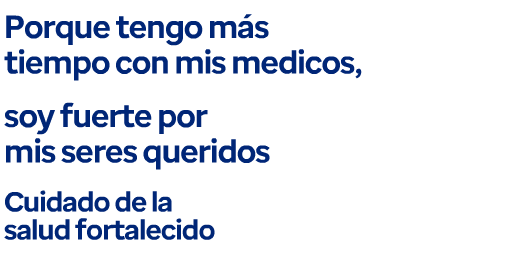 Porque tengo más
tiempo con mis medicos,
soy fuerte por
mis seres queridos
Cuidado de la
salud fortalecido